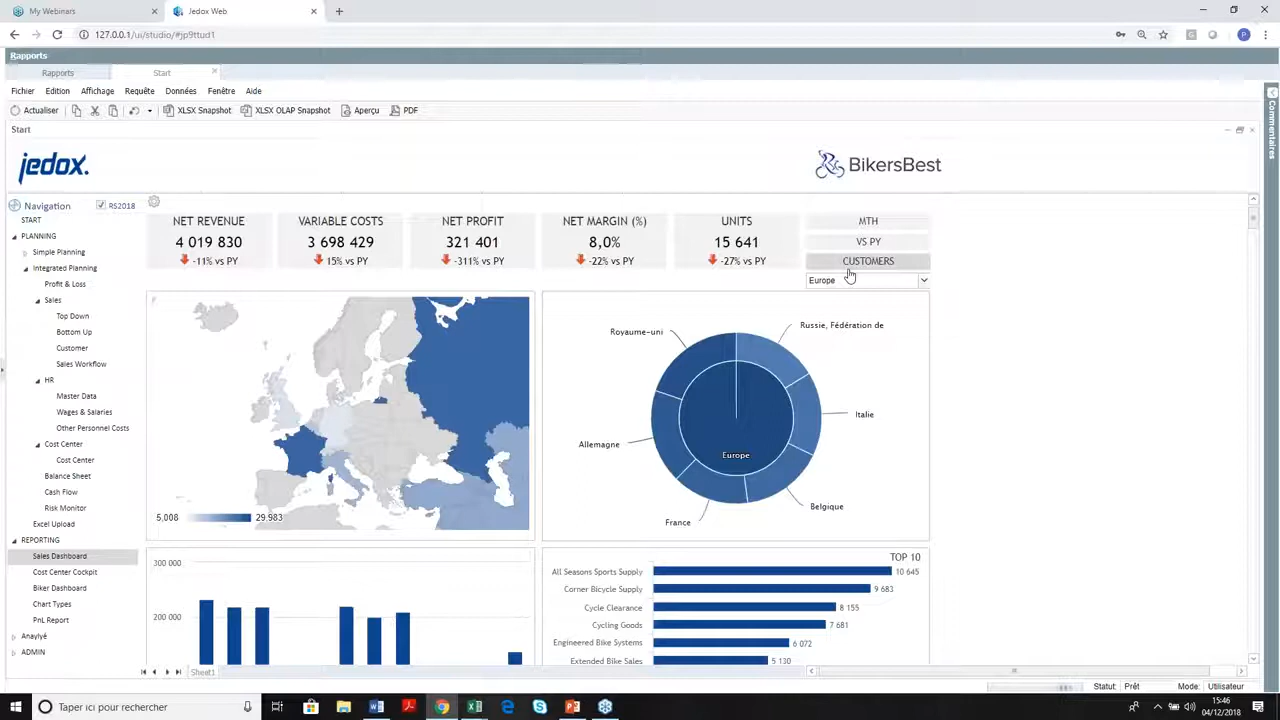 My Webinars
Jedox Web
127.0.0.1/ui/studio/#jp9ttud1
Rapports
Rapports
Start
Fichier Edition Affichage Requête Données Fenêtre Aide
Actualiser XLSX Snapshot XLSX OLAP Snapshot Aperçu PDF
Start
Commentaires
jedox.
BikersBest
Navigation
RS2018
START
PLANNING
Simple Planning
Integrated Planning
Profit & Loss
Sales
Top Down
Bottom Up
Customer
Sales Workflow
HR
Master Data
Wages & Salaries
Other Personnel Costs
Cost Center
Cost Center
Balance Sheet
Cash Flow
Risk Monitor
Excel Upload
REPORTING
Sales Dashboard
Cost Center Cockpit
Biker Dashboard
Chart Types
PnL Report
Anaylyé
ADMIN
NET REVENUE
4 019 830
-11% vs PY
VARIABLE COSTS
3 698 429
15% vs PY
NET PROFIT
321 401
-311% vs PY
NET MARGIN (%)
8,0%
-22% vs PY
UNITS
15 641
-27% vs PY
MTH
VS PY
CUSTOMERS
Europe
5,008
29 983
Royaume-uni
Russie, Fédération de
Italie
Allemagne
Europe
Belgique
France
300 000
200 000
TOP 10
All Seasons Sports Supply 10 645
Corner Bicycle Supply 9 683
Cycle Clearance 8 155
Cycling Goods 7 681
Engineered Bike Systems 6 072
Extended Bike Sales 5 130
Sheet1
Statut: Prêt Mode: Utilisateur
Taper ici pour rechercher
15:46
04/12/2018